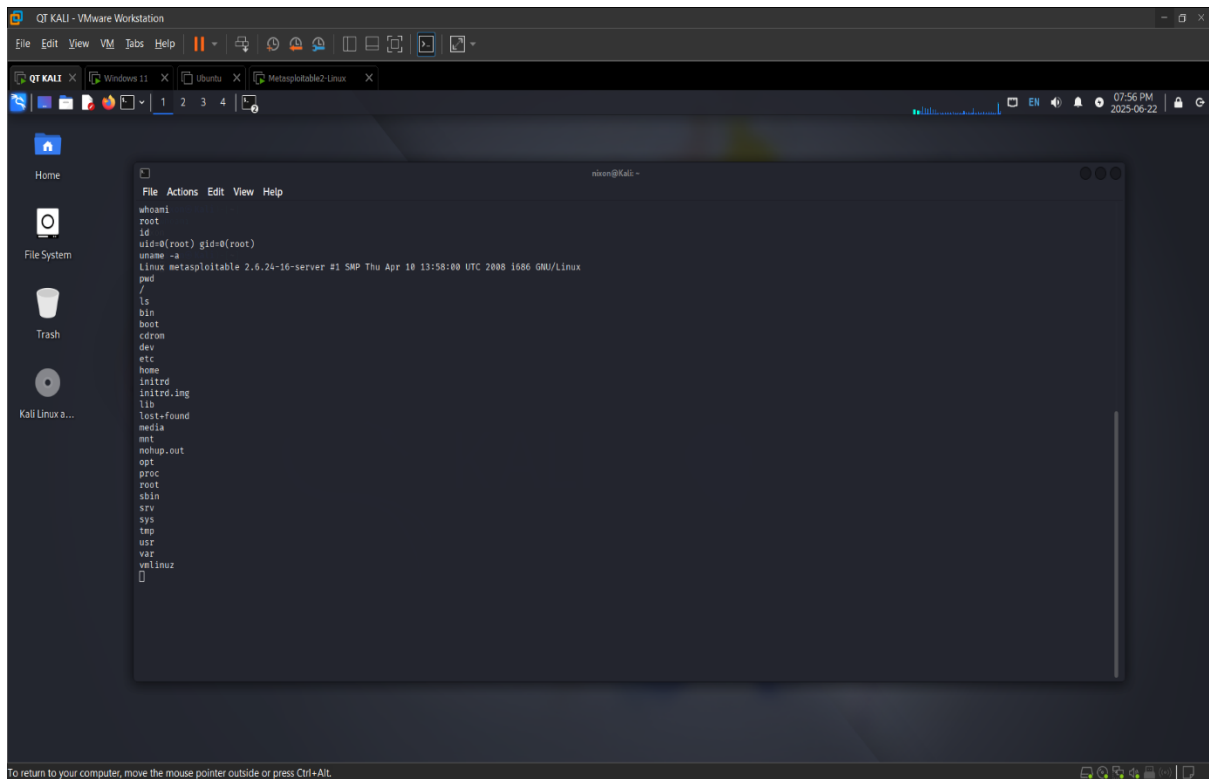 QT KALI - VMware Workstation
File Edit View VM Tabs Help
QT KALI Windows 11 Ubuntu Metasploitable2-Linux
1 2 3 4 2 EN 07:56 PM
2025-06-22
Home
File System
Trash
Kali Linux a...
nixon@Kali: ~
File Actions Edit View Help
whoami
root
id
uid=0(root) gid=0(root)
uname -a
Linux metasploitable 2.6.24-16-server #1 SMP Thu Apr 10 13:58:00 UTC 2008 i686 GNU/Linux
pwd
/
ls
bin
boot
cdrom
dev
etc
home
initrd
initrd.img
lib
lost+found
media
mnt
nohup.out
opt
proc
root
sbin
srv
sys
tmp
usr
var
vmlinuz
To return to your computer, move the mouse pointer outside or press Ctrl+Alt.